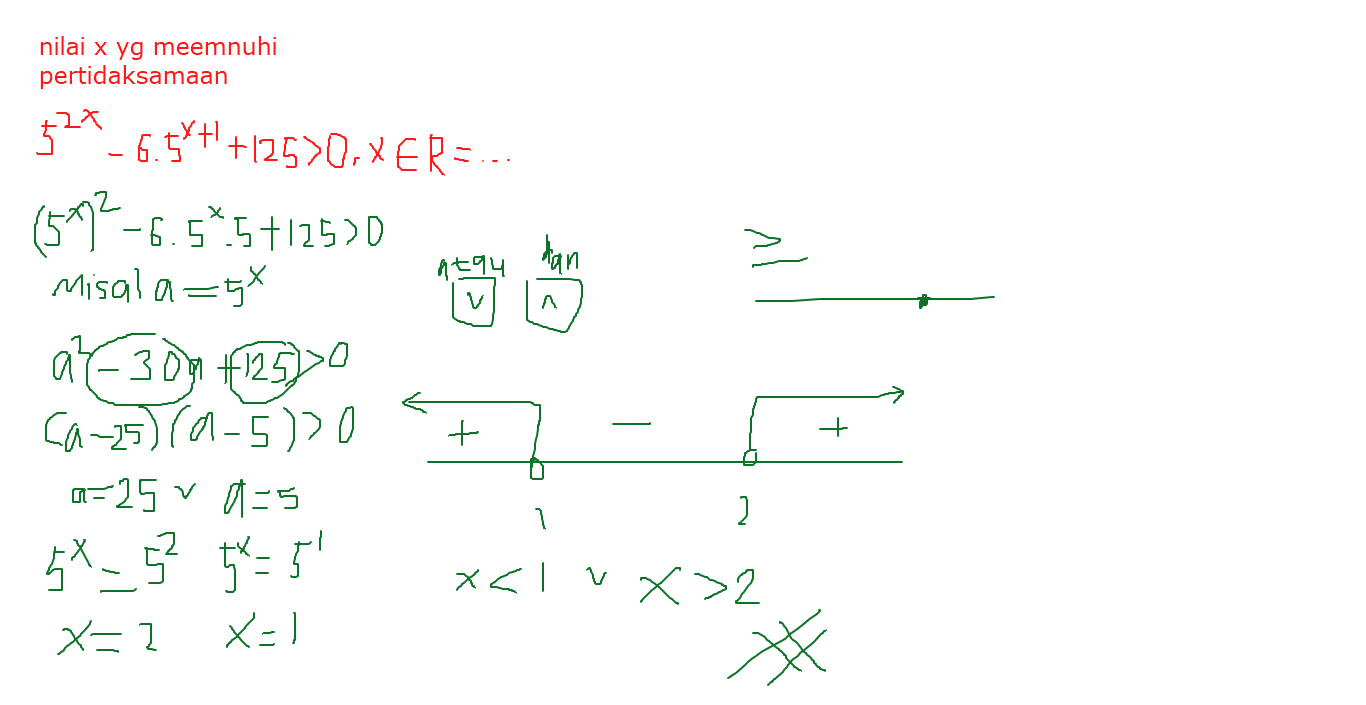 nilai x yg meemnuhi
pertidaksamaan
5^{2x} - 6.5^{x+1} + 125 > 0, x ∈ R = ...
(5^x)^2 - 6.5^x.5 + 125 > 0
Misal a = 5^x
a^2 - 30a + 125 > 0
(a - 25)(a - 5) > 0
a = 25 v a = 5
5^x = 5^2 5^x = 5^1
x = 2 x = 1
atau dan
v ^
≥
+ - +
1 2
x < 1 v x > 2